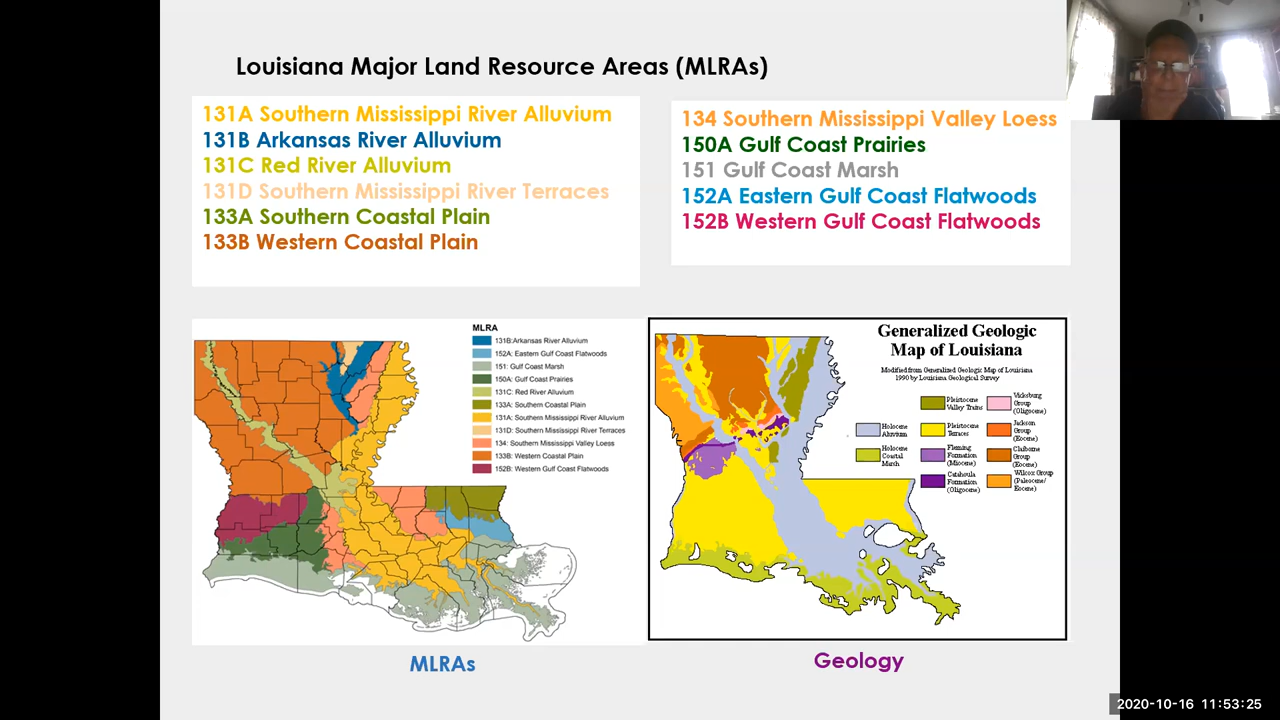 Louisiana Major Land Resource Areas (MLRAs)
131A Southern Mississippi River Alluvium
131B Arkansas River Alluvium
131C Red River Alluvium
131D Southern Mississippi River Terraces
133A Southern Coastal Plain
133B Western Coastal Plain
134 Southern Mississippi Valley Loess
150A Gulf Coast Prairies
151 Gulf Coast Marsh
152A Eastern Gulf Coast Flatwoods
152B Western Gulf Coast Flatwoods
MLRA
131B:Arkansas River Alluvium
152A: Eastern Gulf Coast Flatwoods
151: Gulf Coast Marsh
150A: Gulf Coast Prairies
131C: Red River Alluvium
133A: Southern Coastal Plain
131A: Southern Mississippi River Alluvium
131D: Southern Mississippi River Terraces
134: Southern Mississippi Valley Loess
133B: Western Coastal Plain
152B: Western Gulf Coast Flatwoods
MLRAs
Generalized Geologic
Map of Louisiana
Modified from Generalized Geologic Map of Louisiana
1990 by Louisiana Geological Survey
Holocene
Alluvium
Holocene
Coastal
Marsh
Pleistocene
Valley Trains
Pleistocene
Terraces
Fleming
Formation
(Miocene)
Catahoula
Formation
(Oligocene)
Vicksburg
Group
(Oligocene)
Jackson
Group
(Eocene)
Claiborne
Group
(Eocene)
Wilcox Group
(Paleocene/
Eocene)
Geology
2020-10-16 11:53:25